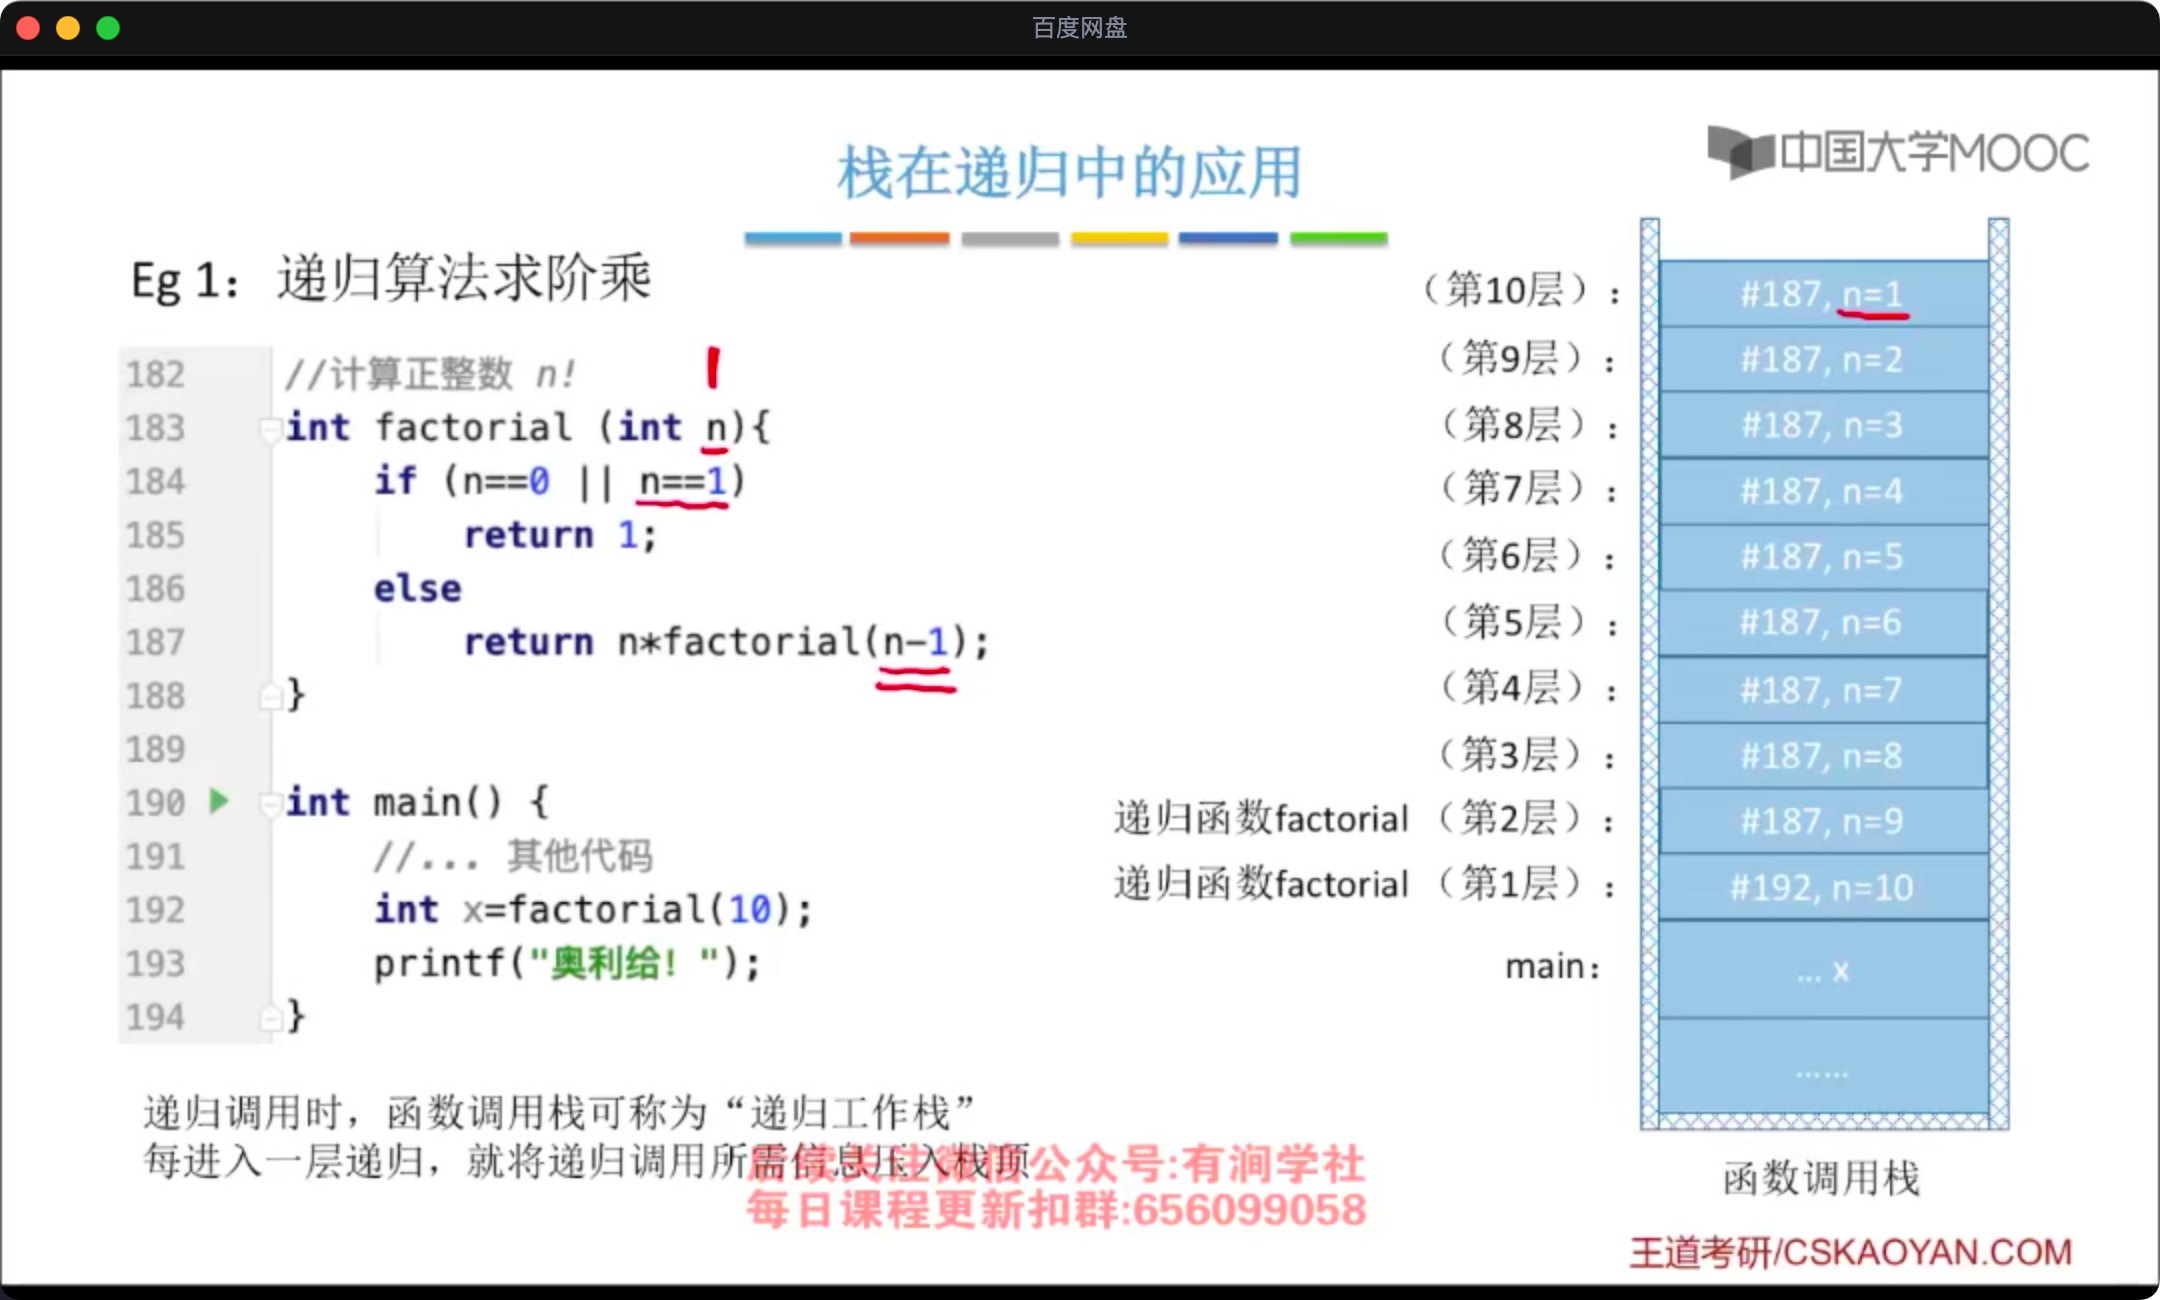 百度网盘
中国大学MOOC
栈在递归中的应用
Eg 1：递归算法求阶乘
182 //计算正整数 n!
183 int factorial (int n){
184 if (n==0 || n==1)
185 return 1;
186 else
187 return n*factorial(n-1);
188 }
189
190 int main() {
191 //... 其他代码
192 int x=factorial(10);
193 printf("奥利给！");
194 }
1
（第10层）： #187, n=1
（第9层）： #187, n=2
（第8层）： #187, n=3
（第7层）： #187, n=4
（第6层）： #187, n=5
（第5层）： #187, n=6
（第4层）： #187, n=7
（第3层）： #187, n=8
递归函数factorial（第2层）： #187, n=9
递归函数factorial（第1层）： #192, n=10
main： ... x
......
函数调用栈
递归调用时，函数调用栈可称为“递归工作栈”
每进入一层递归，就将递归调用所需信息压入栈顶
后续关注微信公众号:有涧学社
每日课程更新扣群:656099058
王道考研/CSKAOYAN.COM